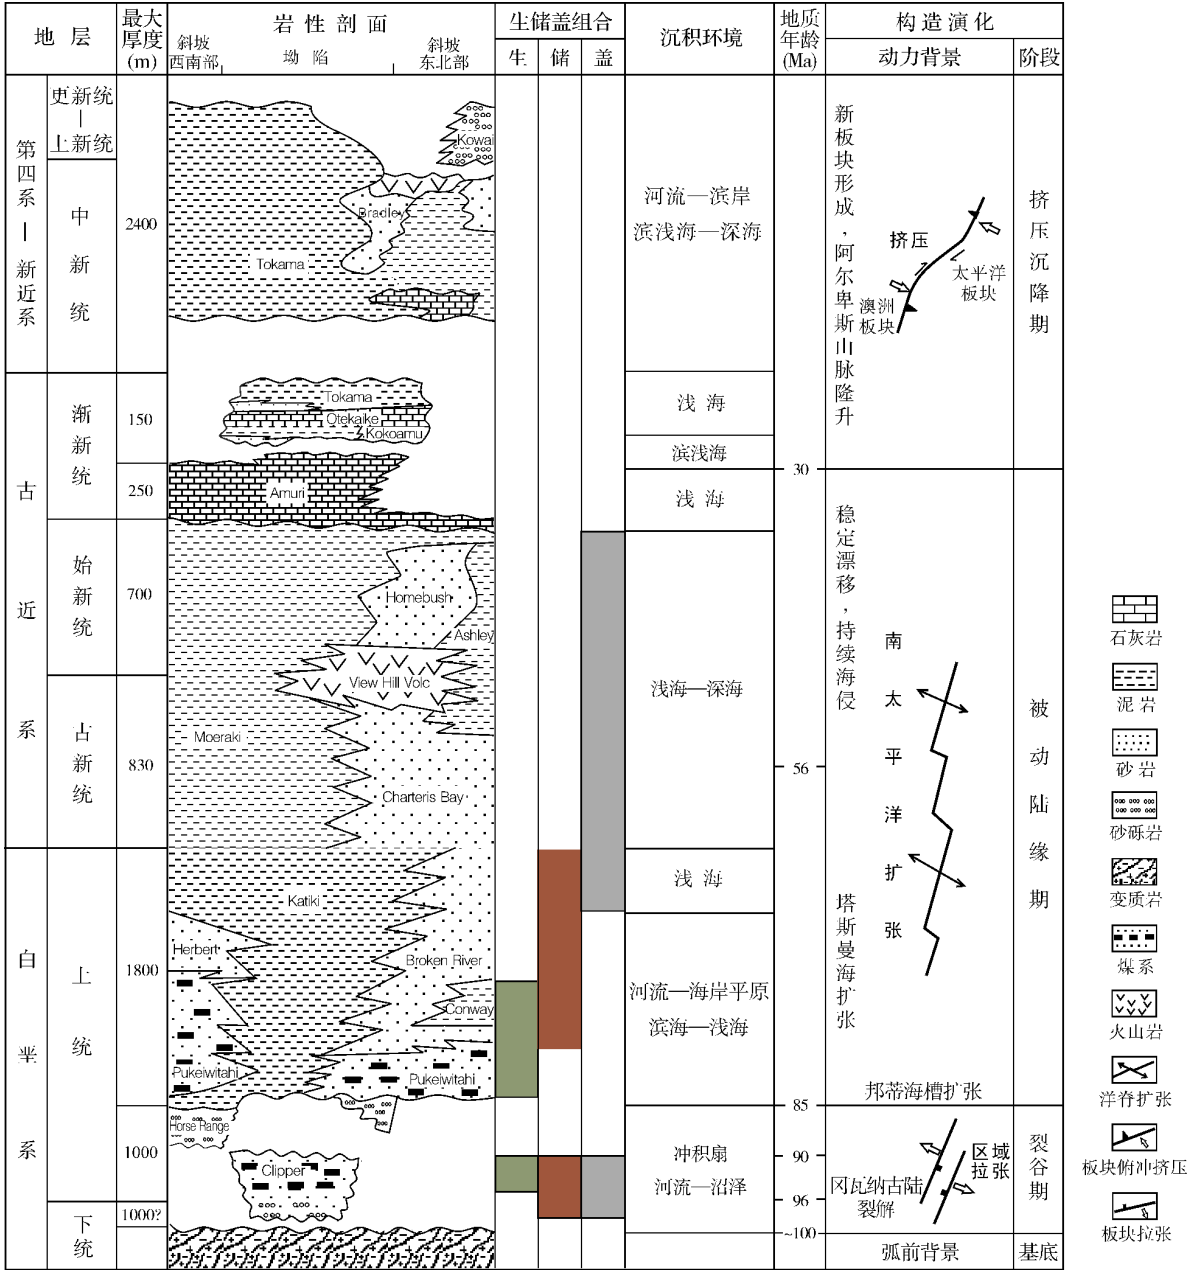 地 层
最大
厚度
(m)
岩 性 剖 面
斜坡
西南部
坳 陷
斜坡
东北部
生储盖组合
生
储
盖
沉积环境
地质
年龄
(Ma)
构造演化
动力背景
阶段
第四系—新近系
更新统
—
上新统
中新统
2400
Kowai
Bradley
Tokama
河流—滨岸
滨浅海—深海
新板块形成，阿尔卑斯山脉隆升
挤压
太平洋
板块
澳洲
板块
挤压沉降期
古近系
渐新统
150
250
Tokama
Otekaike
Kokoamu
Amuri
浅 海
滨浅海
浅 海
30
始新统
700
Homebush
Ashley
View Hill Volc
古新统
830
Moeraki
Charteris Bay
浅海—深海
56
稳定漂移，持续海侵
南太平洋扩张
被动陆缘期
白垩系
上统
1800
Katiki
Herbert
Broken River
Conway
Pukeiwitahi
Pukeiwitahi
浅 海
河流—海岸平原
滨海—浅海
塔斯曼海扩张
邦蒂海槽扩张
85
1000
Horse Range
Clipper
冲积扇
河流—沼泽
90
96
区域
拉张
冈瓦纳古陆
裂解
裂谷期
下统
1000?
~100
弧前背景
基底
石灰岩
泥岩
砂岩
砂砾岩
变质岩
煤系
火山岩
洋脊扩张
板块俯冲挤压
板块拉张